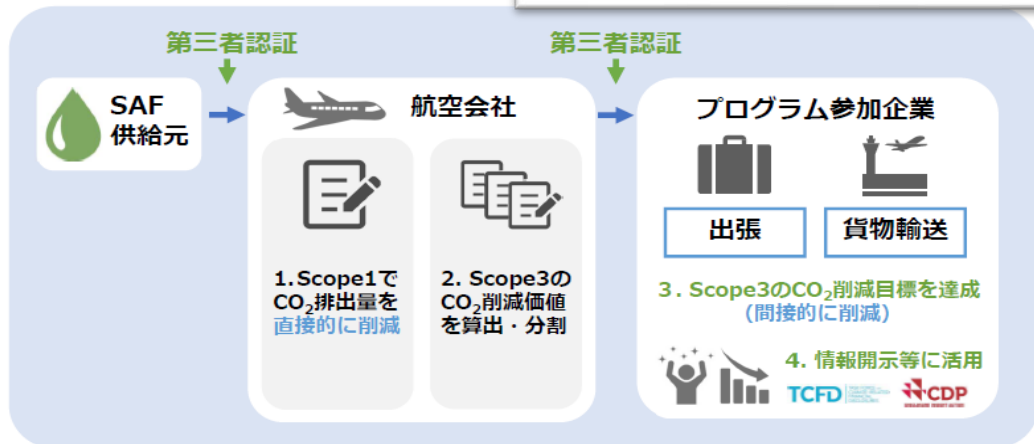 第三者認証
第三者認証
SAF
供給元
航空会社
1.Scope1で
CO₂排出量を
直接的に削減
2. Scope3の
CO₂削減価値
を算出・分割
プログラム参加企業
出張
貨物輸送
3. Scope3のCO₂削減目標を達成
(間接的に削減)
4. 情報開示等に活用
TCFD
CDP